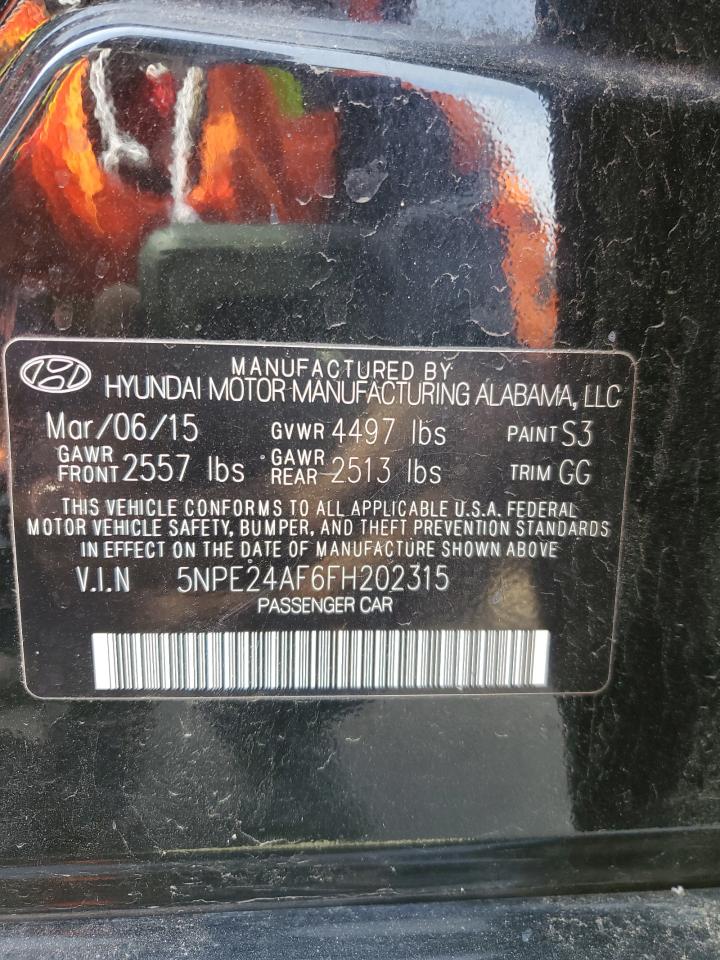 MANUFACTURED BY
HYUNDAI MOTOR MANUFACTURING ALABAMA, LLC
Mar/06/15 GVWR 4497 lbs PAINT S3
GAWR FRONT 2557 lbs GAWR REAR 2513 lbs TRIM GG
THIS VEHICLE CONFORMS TO ALL APPLICABLE U.S.A. FEDERAL
MOTOR VEHICLE SAFETY, BUMPER, AND THEFT PREVENTION STANDARDS
IN EFFECT ON THE DATE OF MANUFACTURE SHOWN ABOVE
V.I.N 5NPE24AF6FH202315
PASSENGER CAR